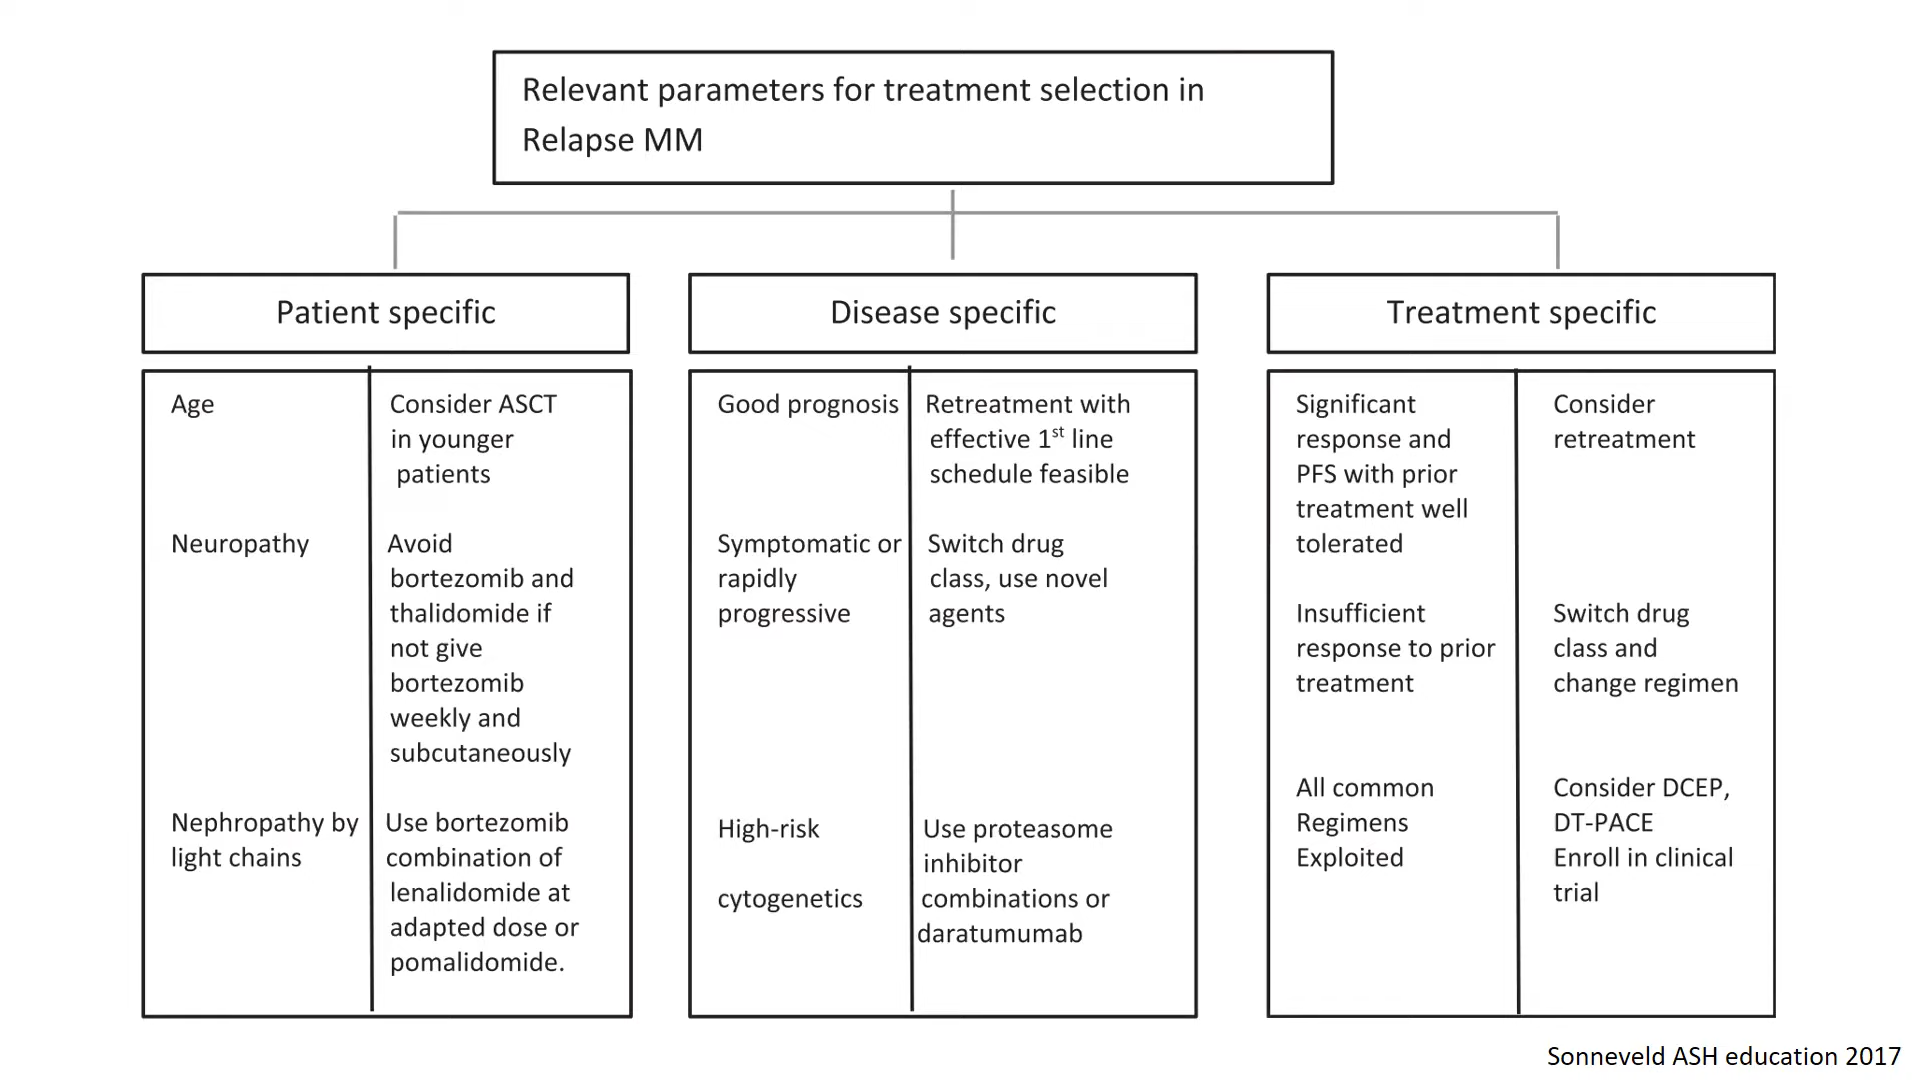 Relevant parameters for treatment selection in
Relapse MM
Patient specific
Age
Consider ASCT
in younger
patients
Neuropathy
Avoid
bortezomib and
thalidomide if
not give
bortezomib
weekly and
subcutaneously
Nephropathy by
light chains
Use bortezomib
combination of
lenalidomide at
adapted dose or
pomalidomide.
Disease specific
Good prognosis
Retreatment with
effective 1st line
schedule feasible
Symptomatic or
rapidly
progressive
Switch drug
class, use novel
agents
High-risk
cytogenetics
Use proteasome
inhibitor
combinations or
daratumumab
Treatment specific
Significant
response and
PFS with prior
treatment well
tolerated
Consider
retreatment
Insufficient
response to prior
treatment
Switch drug
class and
change regimen
All common
Regimens
Exploited
Consider DCEP,
DT-PACE
Enroll in clinical
trial
Sonneveld ASH education 2017